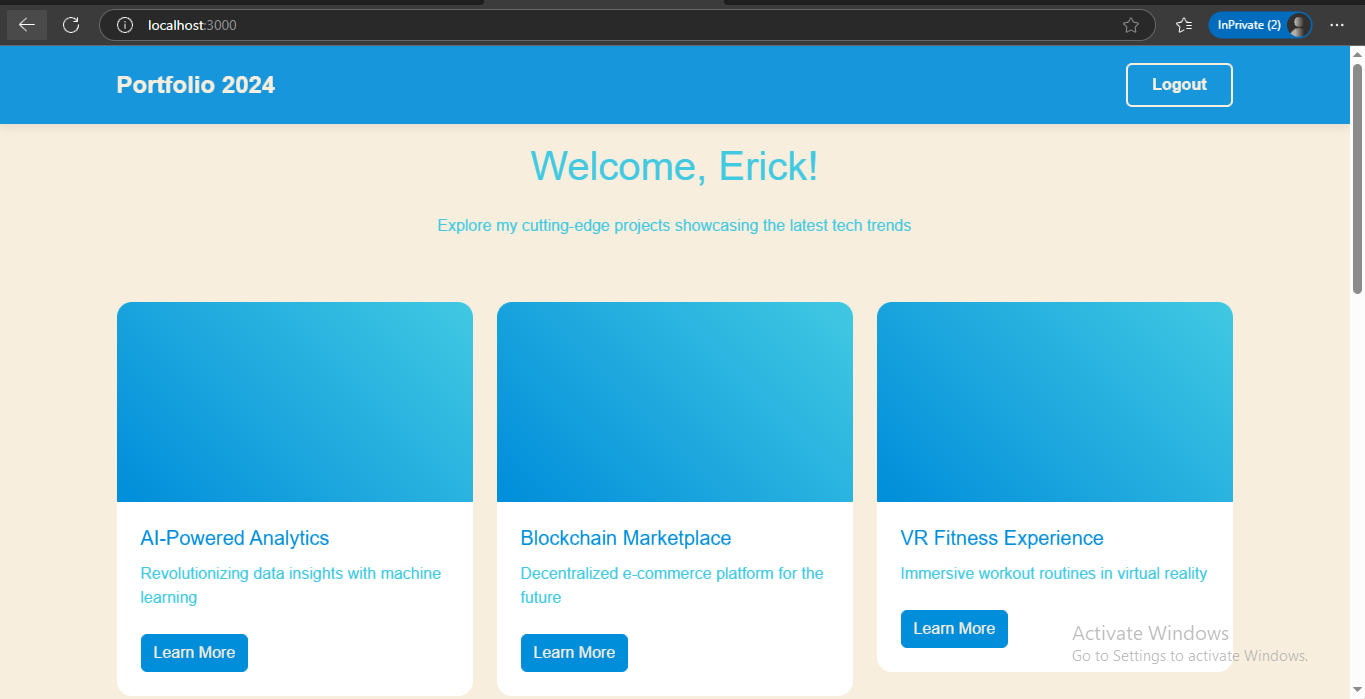 localhost:3000
InPrivate (2)
Portfolio 2024
Logout
Welcome, Erick!
Explore my cutting-edge projects showcasing the latest tech trends
AI-Powered Analytics
Revolutionizing data insights with machine
learning
Learn More
Blockchain Marketplace
Decentralized e-commerce platform for the
future
Learn More
VR Fitness Experience
Immersive workout routines in virtual reality
Learn More
Activate Windows
Go to Settings to activate Windows.